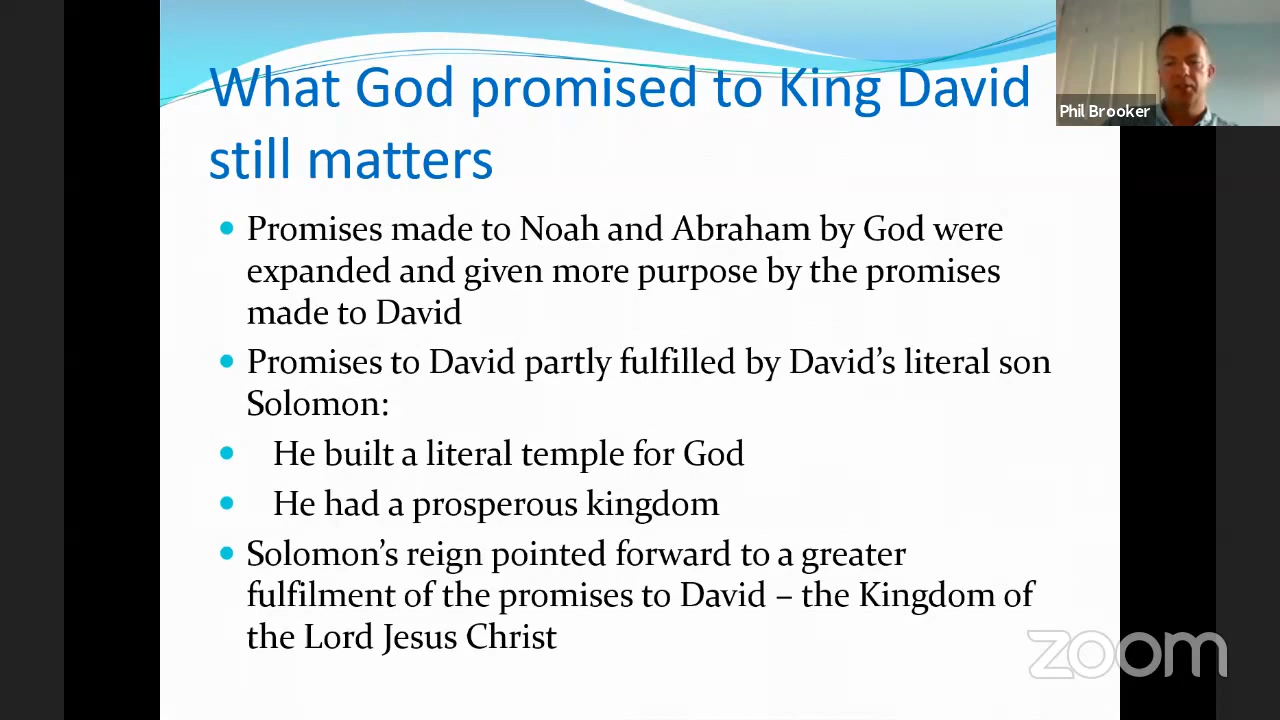 What God promised to King David
still matters
Phil Brooker
• Promises made to Noah and Abraham by God were
expanded and given more purpose by the promises
made to David
• Promises to David partly fulfilled by David’s literal son
Solomon:
• He built a literal temple for God
• He had a prosperous kingdom
• Solomon’s reign pointed forward to a greater
fulfilment of the promises to David – the Kingdom of
the Lord Jesus Christ
zoom